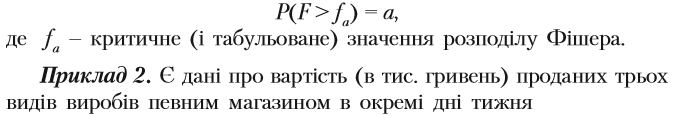 P(F > fₐ) = a,
де fₐ – критичне (і табульоване) значення розподілу Фішера.
Приклад 2. Є дані про вартість (в тис. гривень) проданих трьох
видів виробів певним магазином в окремі дні тижня